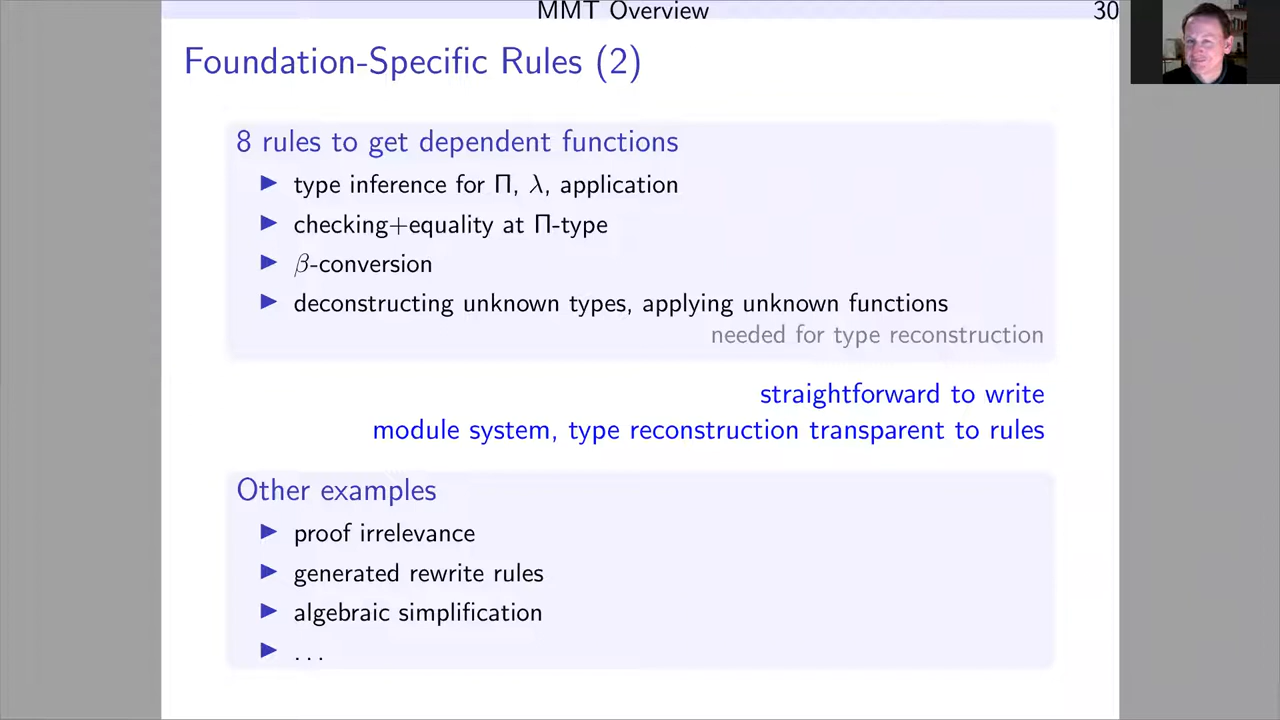 MMT Overview
30
Foundation-Specific Rules (2)
8 rules to get dependent functions
▶ type inference for Π, λ, application
▶ checking+equality at Π-type
▶ β-conversion
▶ deconstructing unknown types, applying unknown functions
needed for type reconstruction
straightforward to write
module system, type reconstruction transparent to rules
Other examples
▶ proof irrelevance
▶ generated rewrite rules
▶ algebraic simplification
▶ ...